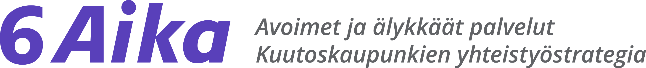 6Aika
Avoimet ja älykkäät palvelut
Kuutoskaupunkien yhteistyöstrategia